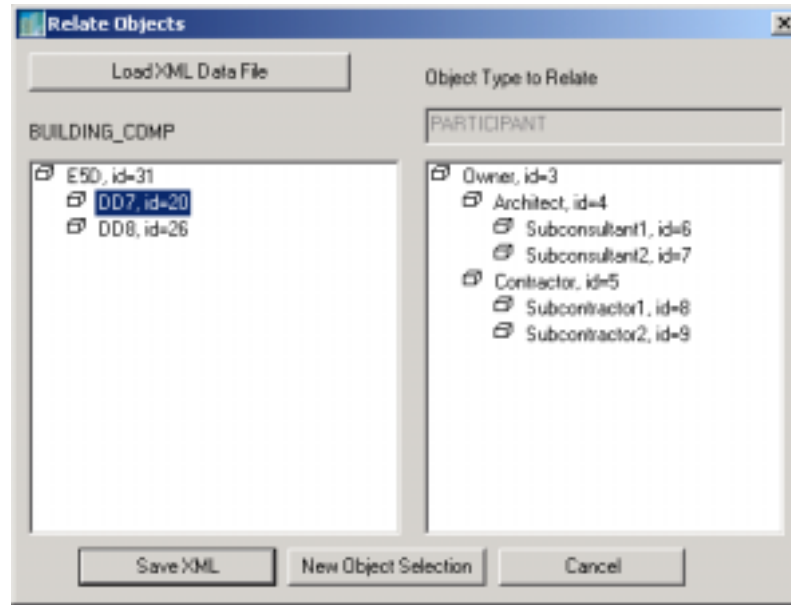 Relate Objects
Load XML Data File
Object Type to Relate
BUILDING_COMP
PARTICIPANT
E5D, id=31
DD7, id=20
DD8, id=26
Owner, id=3
Architect, id=4
Subconsultant1, id=6
Subconsultant2, id=7
Contractor, id=5
Subcontractor1, id=8
Subcontractor2, id=9
Save XML
New Object Selection
Cancel